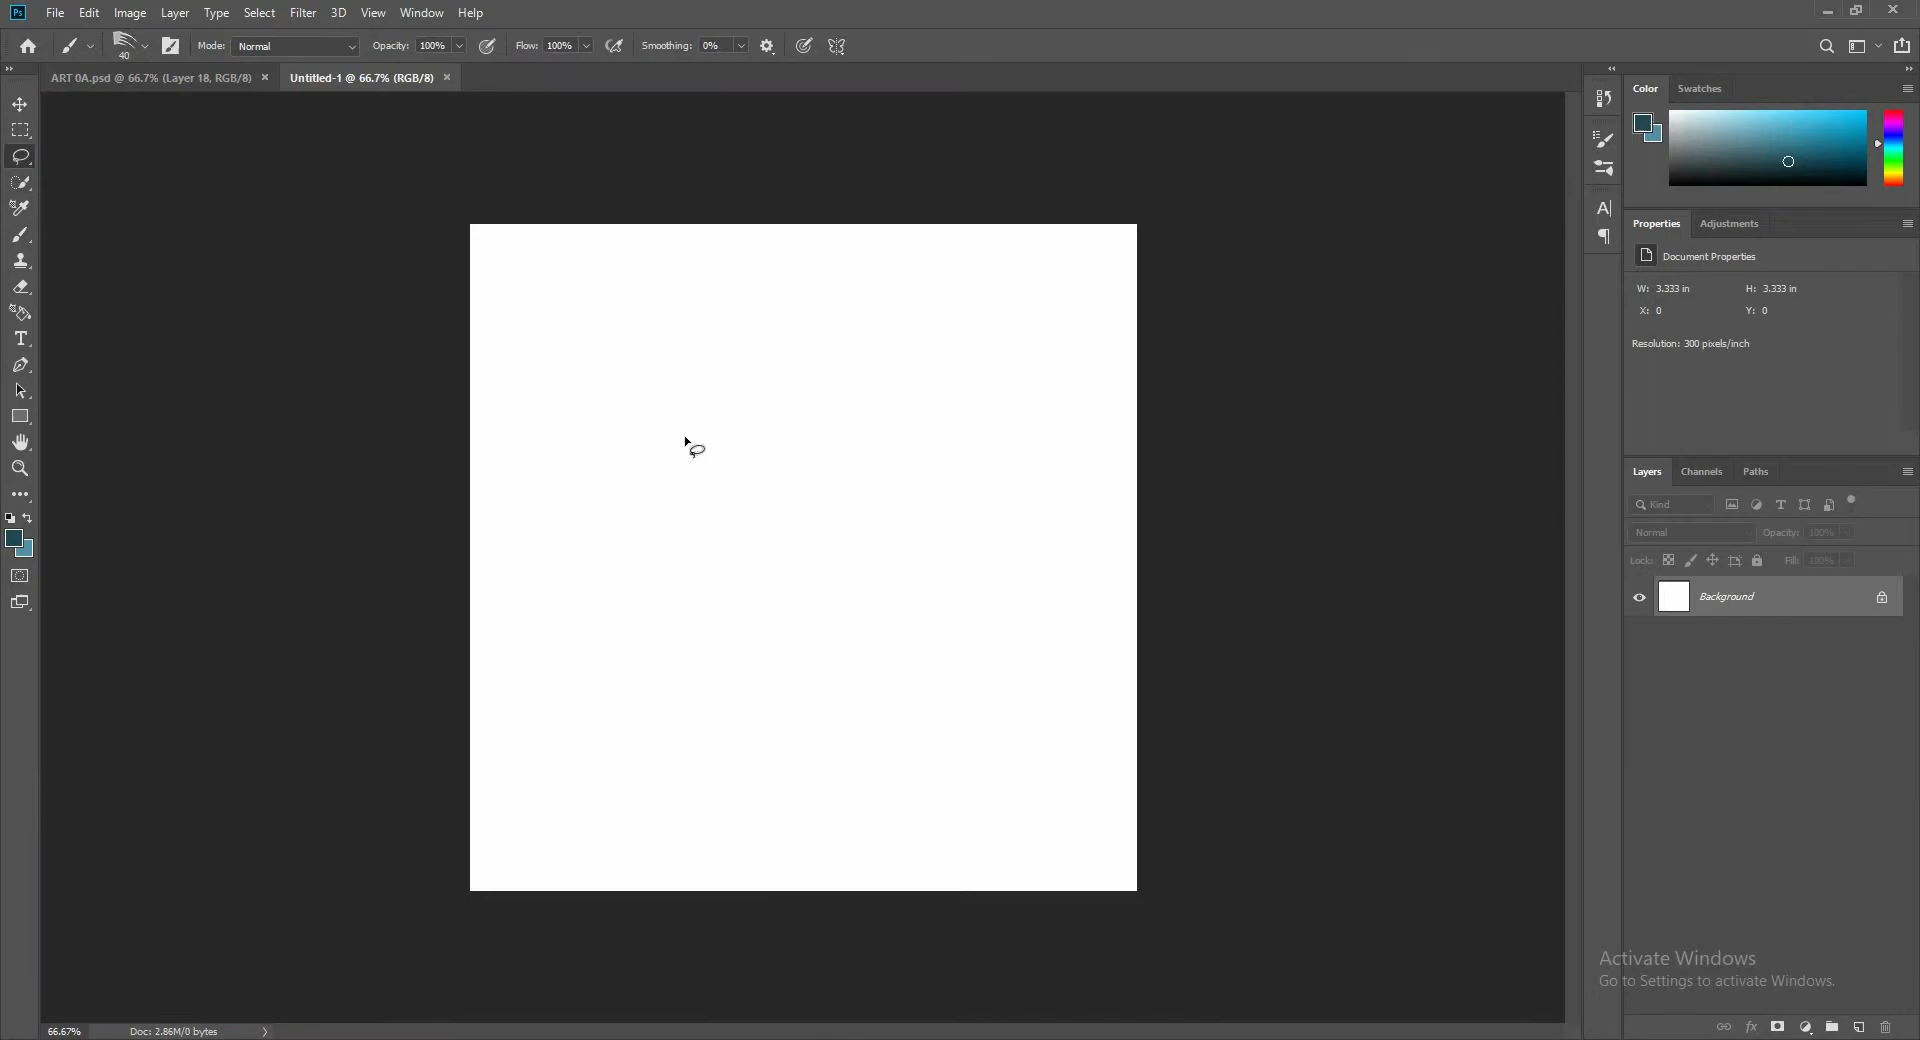 Ps File Edit Image Layer Type Select Filter 3D View Window Help
40 Mode: Normal Opacity: 100% Flow: 100% Smoothing: 0%
ART 0A.psd @ 66.7% (Layer 18, RGB/8) × Untitled-1 @ 66.7% (RGB/8) ×
Color Swatches
Properties Adjustments
Document Properties
W: 3.333 in H: 3.333 in
X: 0 Y: 0
Resolution: 300 pixels/inch
Layers Channels Paths
Kind
Normal Opacity: 100%
Lock: Fill: 100%
Background
Activate Windows
Go to Settings to activate Windows.
fx
66.67% Doc: 2.86M/0 bytes